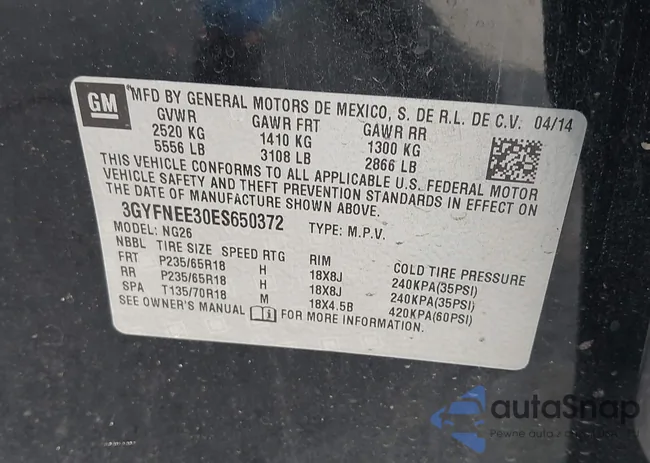 GM
MFD BY GENERAL MOTORS DE MEXICO, S. DE R.L. DE C.V. 04/14
GVWR GAWR FRT GAWR RR
2520 KG 1410 KG 1300 KG
5556 LB 3108 LB 2866 LB
THIS VEHICLE CONFORMS TO ALL APPLICABLE U.S. FEDERAL MOTOR
VEHICLE SAFETY AND THEFT PREVENTION STANDARDS IN EFFECT ON
THE DATE OF MANUFACTURE SHOWN ABOVE.
3GYFNEE30ES650372 TYPE: M.P.V.
MODEL: NG26
NBBL TIRE SIZE SPEED RTG RIM COLD TIRE PRESSURE
FRT P235/65R18 H 18X8J 240KPA(35PSI)
RR P235/65R18 H 18X8J 240KPA(35PSI)
SPA T135/70R18 M 18X4.5B 420KPA(60PSI)
SEE OWNER'S MANUAL FOR MORE INFORMATION.
autaSnap
Pewne auta z